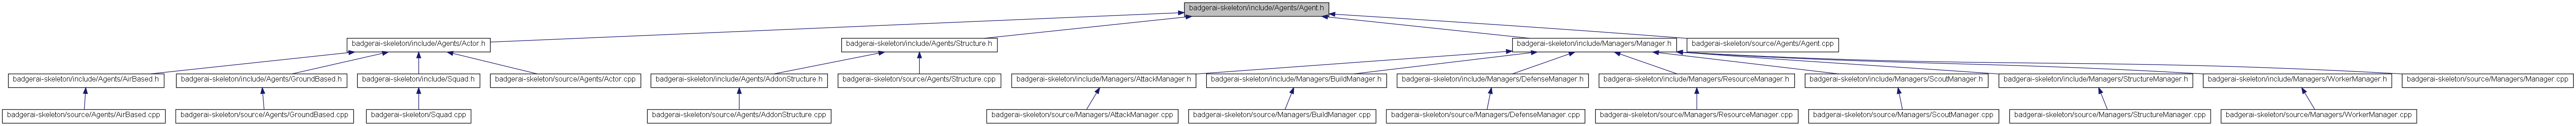 badgerai-skeleton/include/Agents/Agent.h
badgerai-skeleton/include/Agents/Actor.h
badgerai-skeleton/include/Agents/Structure.h
badgerai-skeleton/include/Managers/Manager.h
badgerai-skeleton/source/Agents/Agent.cpp
badgerai-skeleton/include/Agents/AirBased.h
badgerai-skeleton/include/Agents/GroundBased.h
badgerai-skeleton/include/Squad.h
badgerai-skeleton/source/Agents/Actor.cpp
badgerai-skeleton/include/Agents/AddonStructure.h
badgerai-skeleton/source/Agents/Structure.cpp
badgerai-skeleton/include/Managers/AttackManager.h
badgerai-skeleton/include/Managers/BuildManager.h
badgerai-skeleton/include/Managers/DefenseManager.h
badgerai-skeleton/include/Managers/ResourceManager.h
badgerai-skeleton/include/Managers/ScoutManager.h
badgerai-skeleton/include/Managers/StructureManager.h
badgerai-skeleton/include/Managers/WorkerManager.h
badgerai-skeleton/source/Managers/Manager.cpp
badgerai-skeleton/source/Agents/AirBased.cpp
badgerai-skeleton/source/Agents/GroundBased.cpp
badgerai-skeleton/Squad.cpp
badgerai-skeleton/source/Agents/AddonStructure.cpp
badgerai-skeleton/source/Managers/AttackManager.cpp
badgerai-skeleton/source/Managers/BuildManager.cpp
badgerai-skeleton/source/Managers/DefenseManager.cpp
badgerai-skeleton/source/Managers/ResourceManager.cpp
badgerai-skeleton/source/Managers/ScoutManager.cpp
badgerai-skeleton/source/Managers/StructureManager.cpp
badgerai-skeleton/source/Managers/WorkerManager.cpp